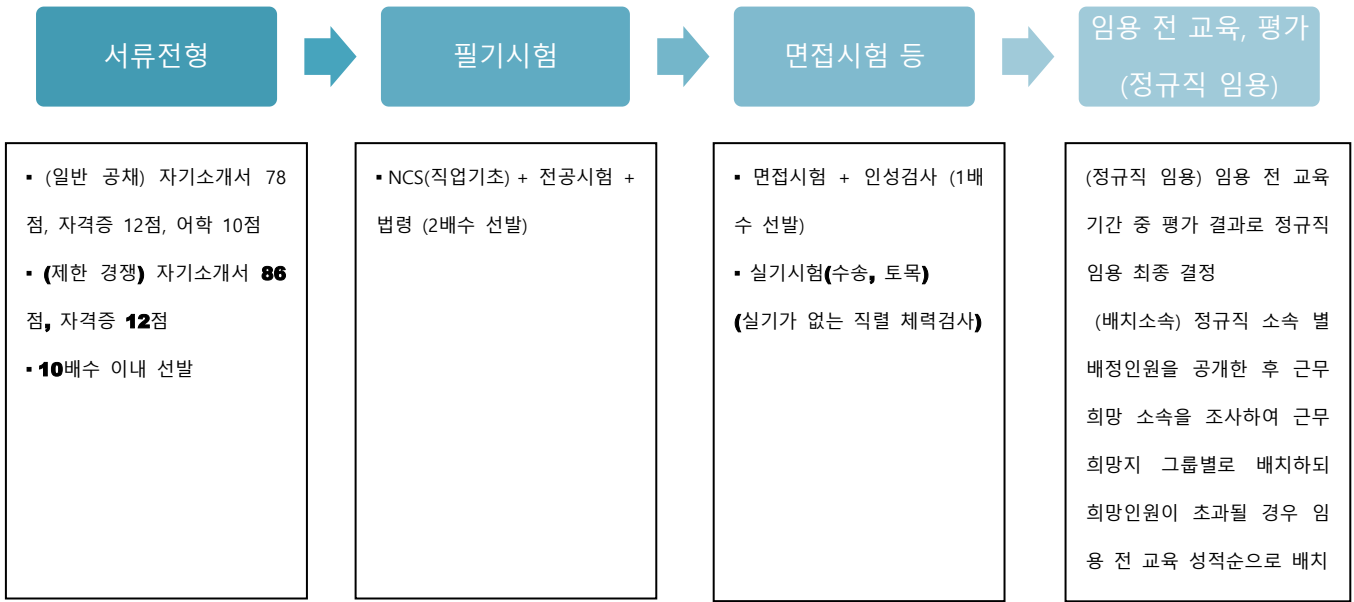 서류전형
필기시험
면접시험 등
임용 전 교육, 평가
(정규직 임용)
▪ (일반 공채) 자기소개서 78
점, 자격증 12점, 어학 10점
▪ (제한 경쟁) 자기소개서 86
점, 자격증 12점
▪ 10배수 이내 선발
▪ NCS(직업기초) + 전공시험 +
법령 (2배수 선발)
▪ 면접시험 + 인성검사 (1배
수 선발)
▪ 실기시험(수송, 토목)
(실기가 없는 직렬 체력검사)
(정규직 임용) 임용 전 교육
기간 중 평가 결과로 정규직
임용 최종 결정
(배치소속) 정규직 소속 별
배정인원을 공개한 후 근무
희망 소속을 조사하여 근무
희망지 그룹별로 배치하되
희망인원이 초과될 경우 임
용 전 교육 성적순으로 배치